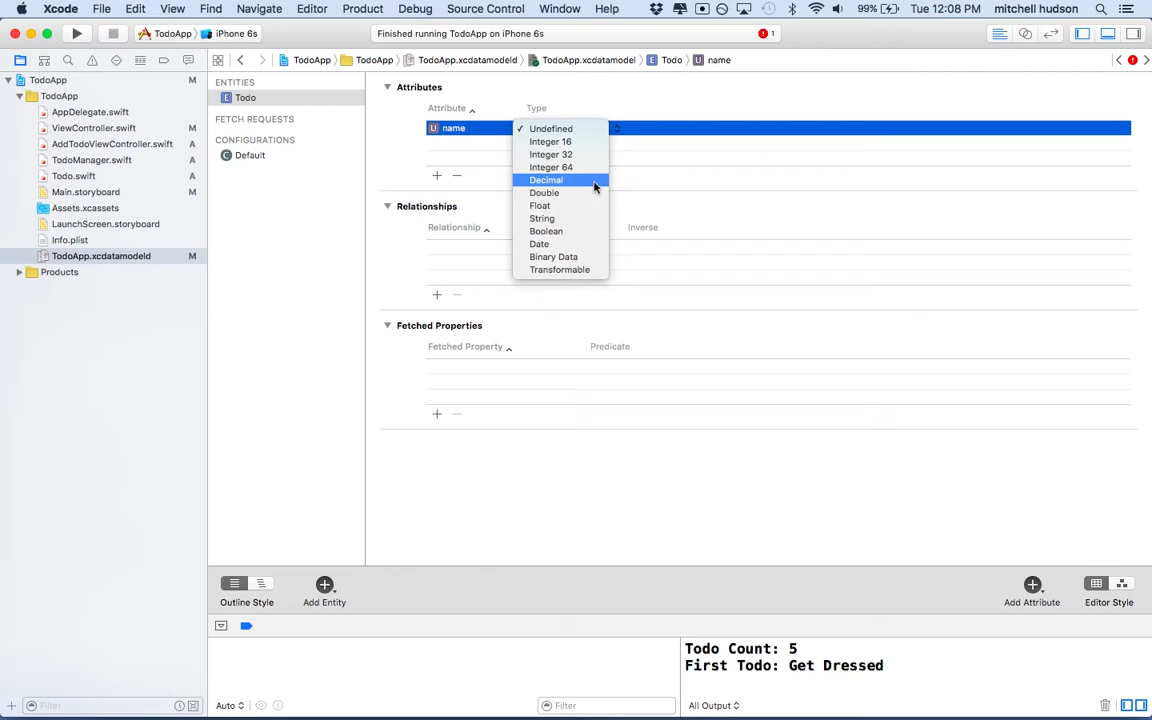 Xcode File Edit View Find Navigate Editor Product Debug Source Control Window Help 99% Tue 12:08 PM mitchell hudson
TodoApp iPhone 6s Finished running TodoApp on iPhone 6s 1
TodoApp TodoApp TodoApp.xcdatamodeld TodoApp.xcdatamodel E Todo U name
TodoApp M
TodoApp
AppDelegate.swift
ViewController.swift M
AddTodoViewController.swift A
TodoManager.swift A
Todo.swift A
Main.storyboard M
Assets.xcassets
LaunchScreen.storyboard
Info.plist
TodoApp.xcdatamodeld M
Products
ENTITIES
E Todo
FETCH REQUESTS
CONFIGURATIONS
C Default
Attributes
Attribute Type
U name
Undefined
Integer 16
Integer 32
Integer 64
Decimal
Double
Float
String
Boolean
Date
Binary Data
Transformable
Relationships
Relationship Inverse
Fetched Properties
Fetched Property Predicate
Outline Style Add Entity Add Attribute Editor Style
Todo Count: 5
First Todo: Get Dressed
Filter Auto Filter All Output